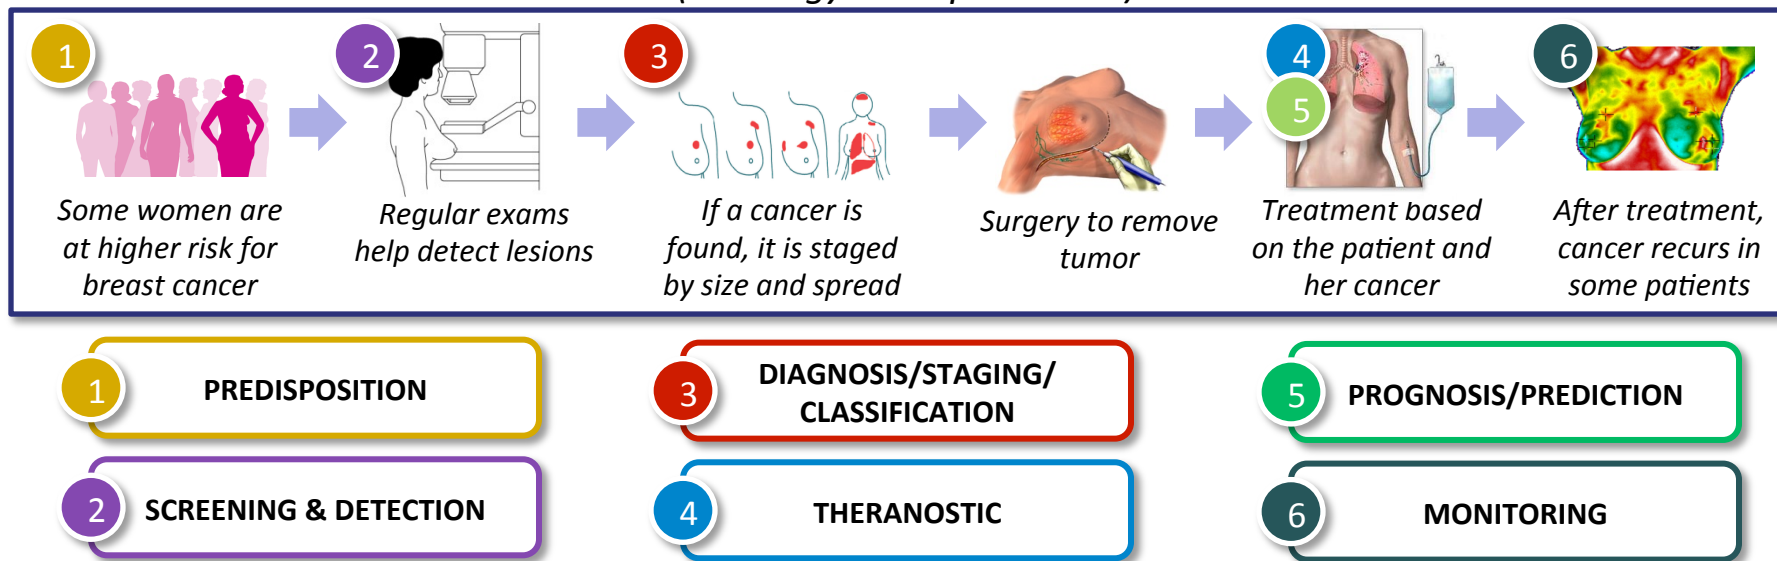 1
Some women are
at higher risk for
breast cancer
2
Regular exams
help detect lesions
3
If a cancer is
found, it is staged
by size and spread
Surgery to remove
tumor
4
5
Treatment based
on the patient and
her cancer
6
After treatment,
cancer recurs in
some patients
1 PREDISPOSITION
3 DIAGNOSIS/STAGING/
CLASSIFICATION
5 PROGNOSIS/PREDICTION
2 SCREENING & DETECTION
4 THERANOSTIC
6 MONITORING